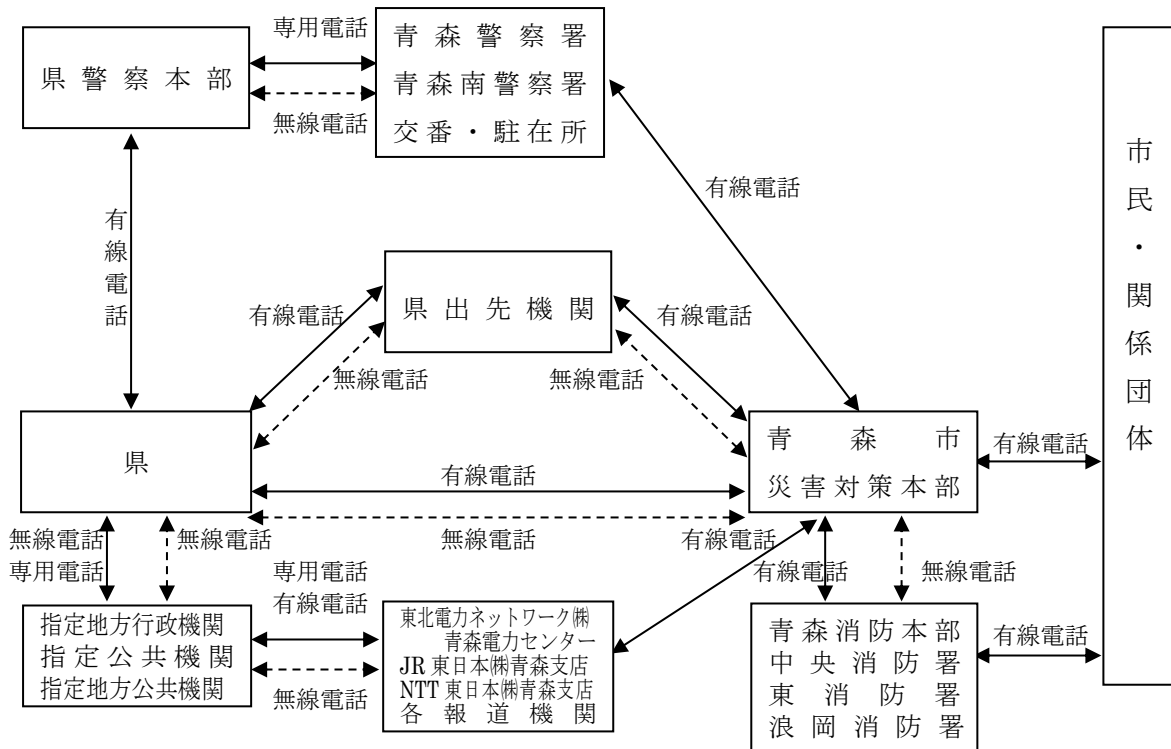 専用電話
県警察本部
無線電話
青森警察署
青森南警察署
交番・駐在所
市民・関係団体
有線電話
有線電話
県出先機関
有線電話
有線電話
無線電話
無線電話
県
青森市
災害対策本部
有線電話
有線電話
無線電話
無線電話
専用電話
無線電話
有線電話
有線電話
無線電話
専用電話
有線電話
無線電話
指定地方行政機関
指定公共機関
指定地方公共機関
東北電力ネットワーク㈱
青森電力センター
JR東日本㈱青森支店
NTT東日本㈱青森支店
各報道機関
青森消防本部
中央消防署
東消防署
浪岡消防署
有線電話